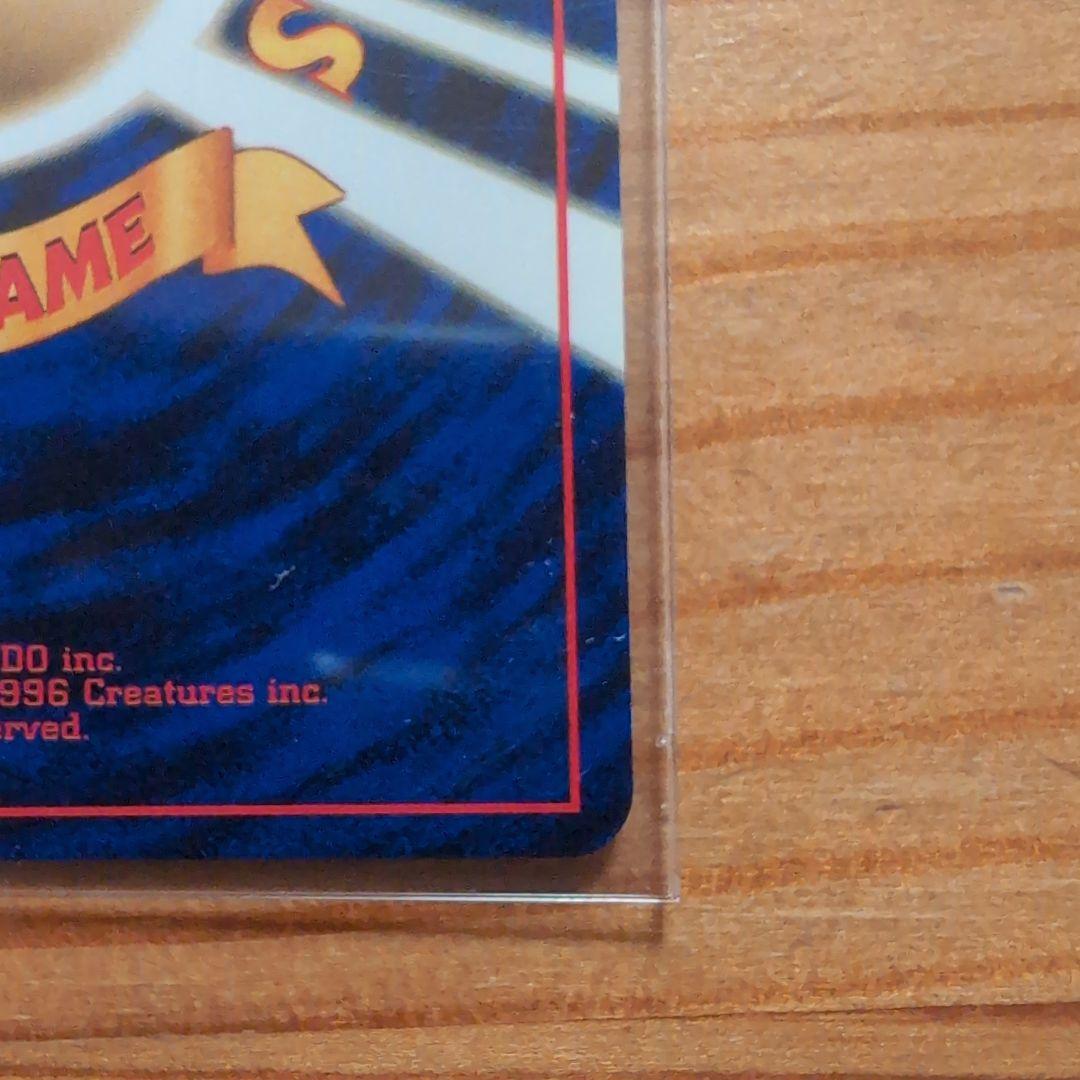 S
AME
DO inc.
996 Creatures inc.
erved.